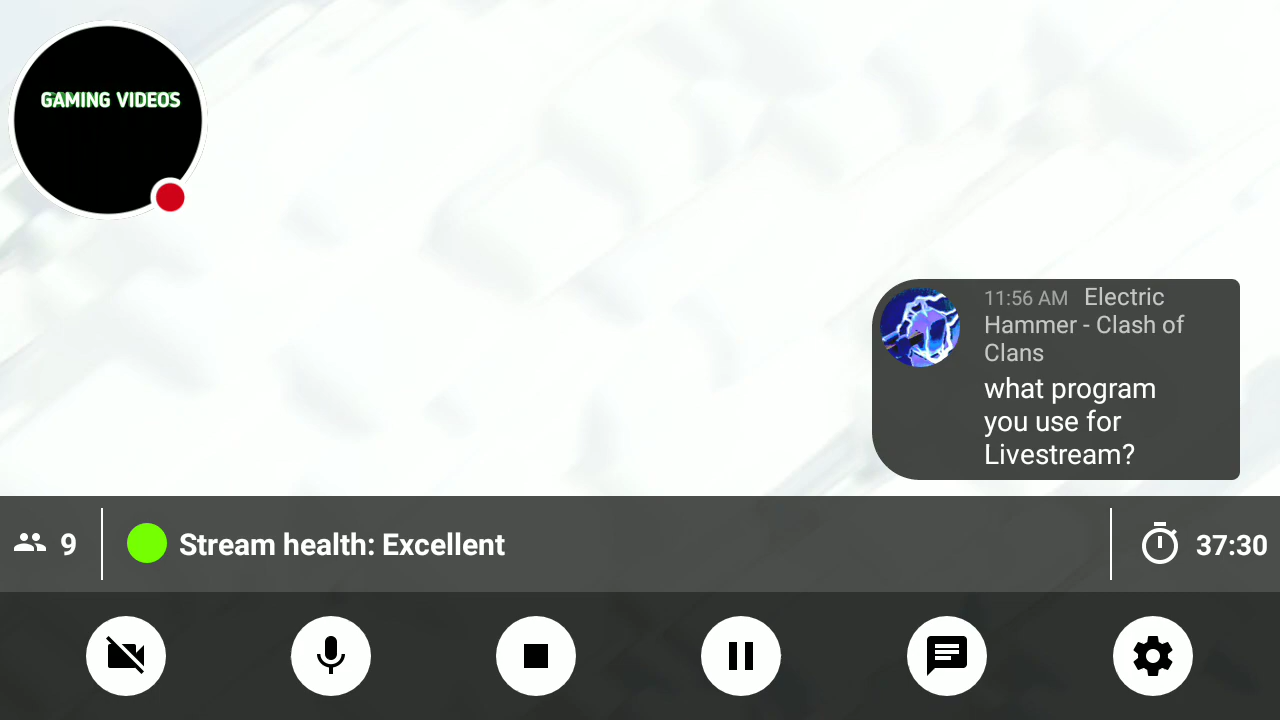 GAMING VIDEOS
11:56 AM Electric
Hammer - Clash of
Clans
what program
you use for
Livestream?
9
Stream health: Excellent
37:30